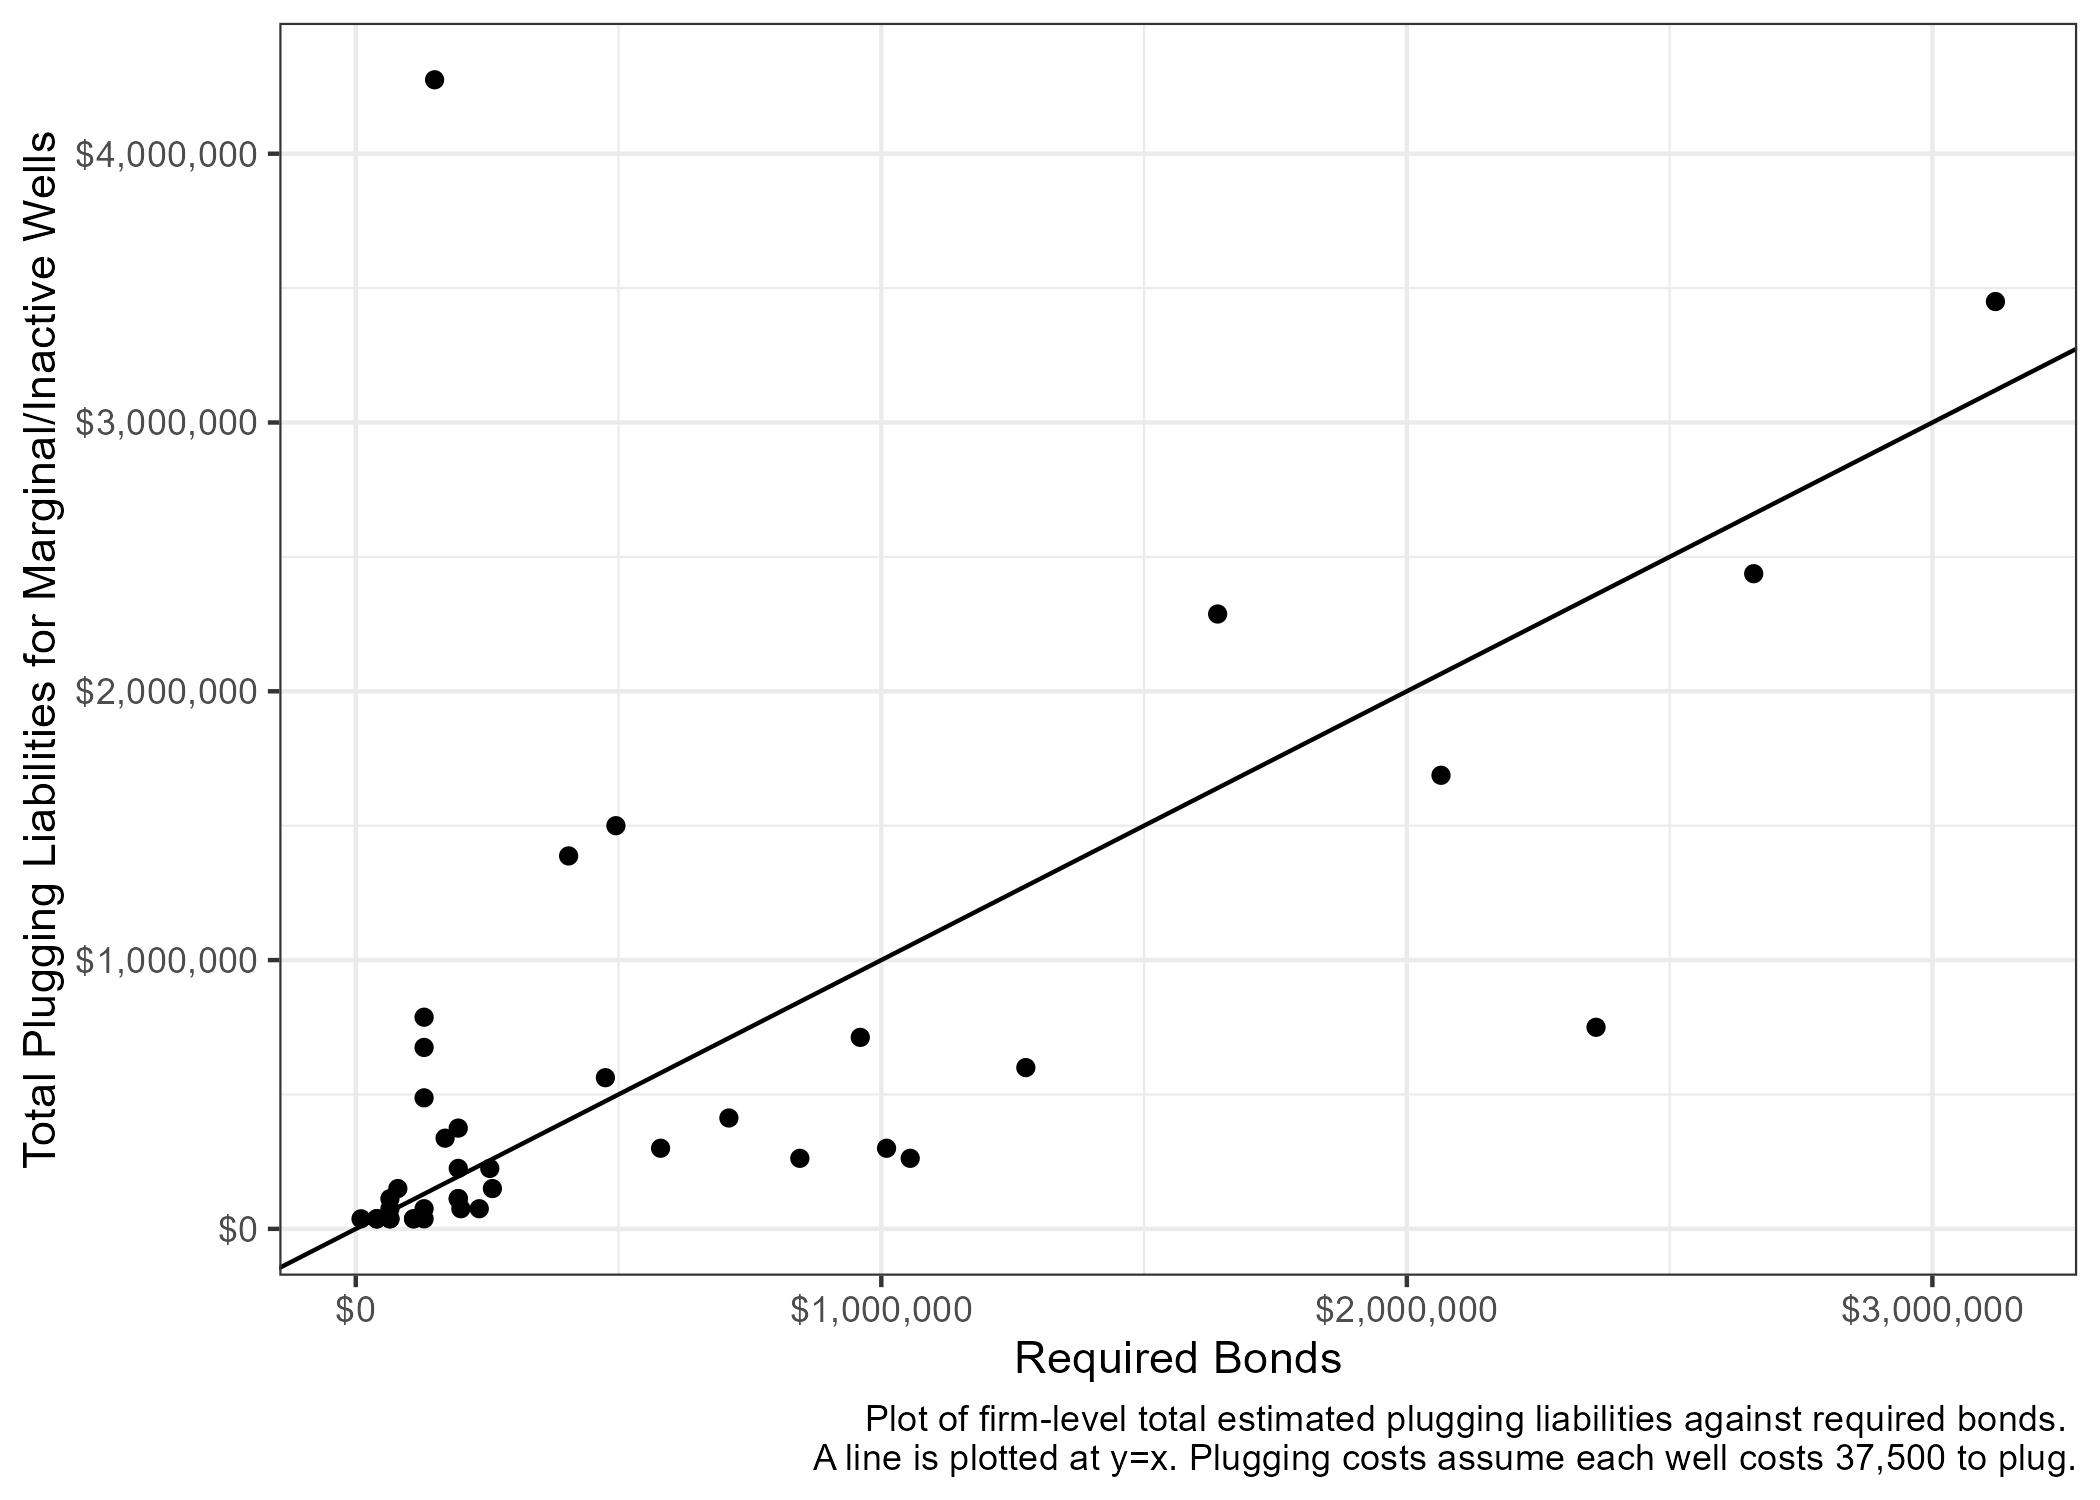 Total Plugging Liabilities for Marginal/Inactive Wells
$4,000,000
$3,000,000
$2,000,000
$1,000,000
$0
$0
$1,000,000
$2,000,000
$3,000,000
Required Bonds
Plot of firm-level total estimated plugging liabilities against required bonds.
A line is plotted at y=x. Plugging costs assume each well costs 37,500 to plug.